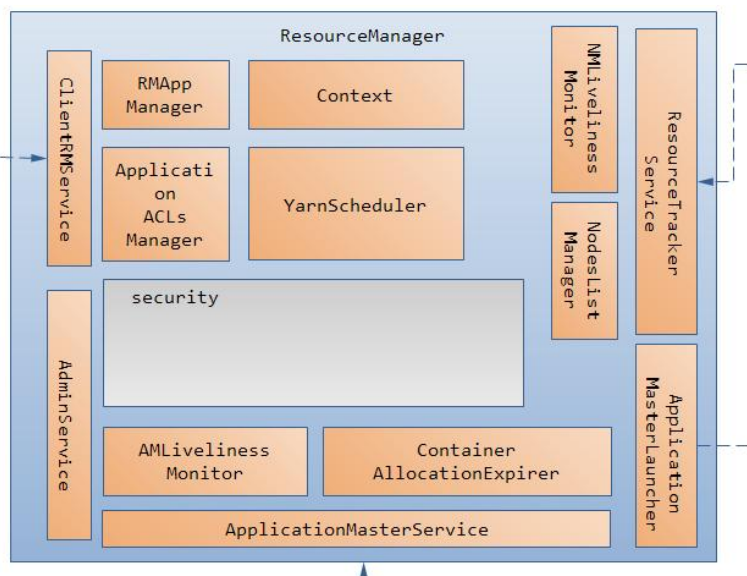 ResourceManager
ClientRMService
RMApp
Manager
Context
NMLiveliness
Monitor
ResourceTracker
Service
Applicati
on
ACLs
Manager
YarnScheduler
NodesList
Manager
security
AdminService
Application
MasterLauncher
AMLiveliness
Monitor
Container
AllocationExpirer
ApplicationMasterService